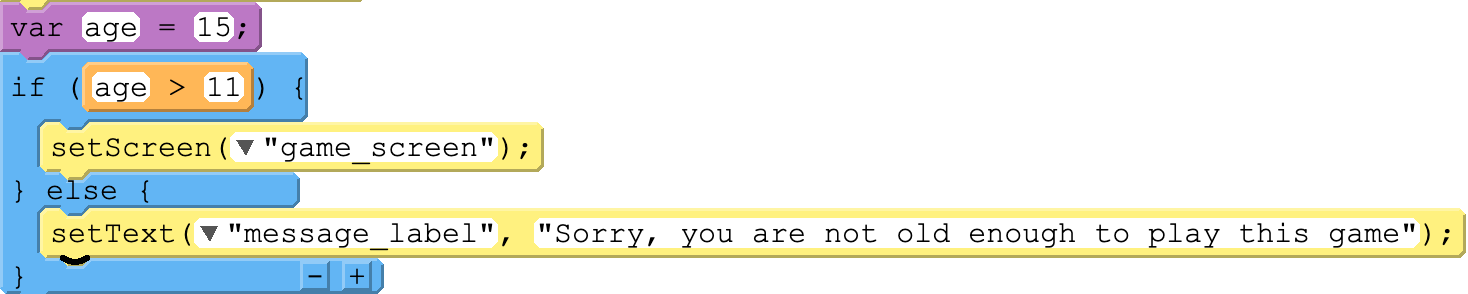 var age = 15;
if (age > 11) {
setScreen(▼"game_screen");
} else {
setText(▼"message_label", "Sorry, you are not old enough to play this game");
} - +